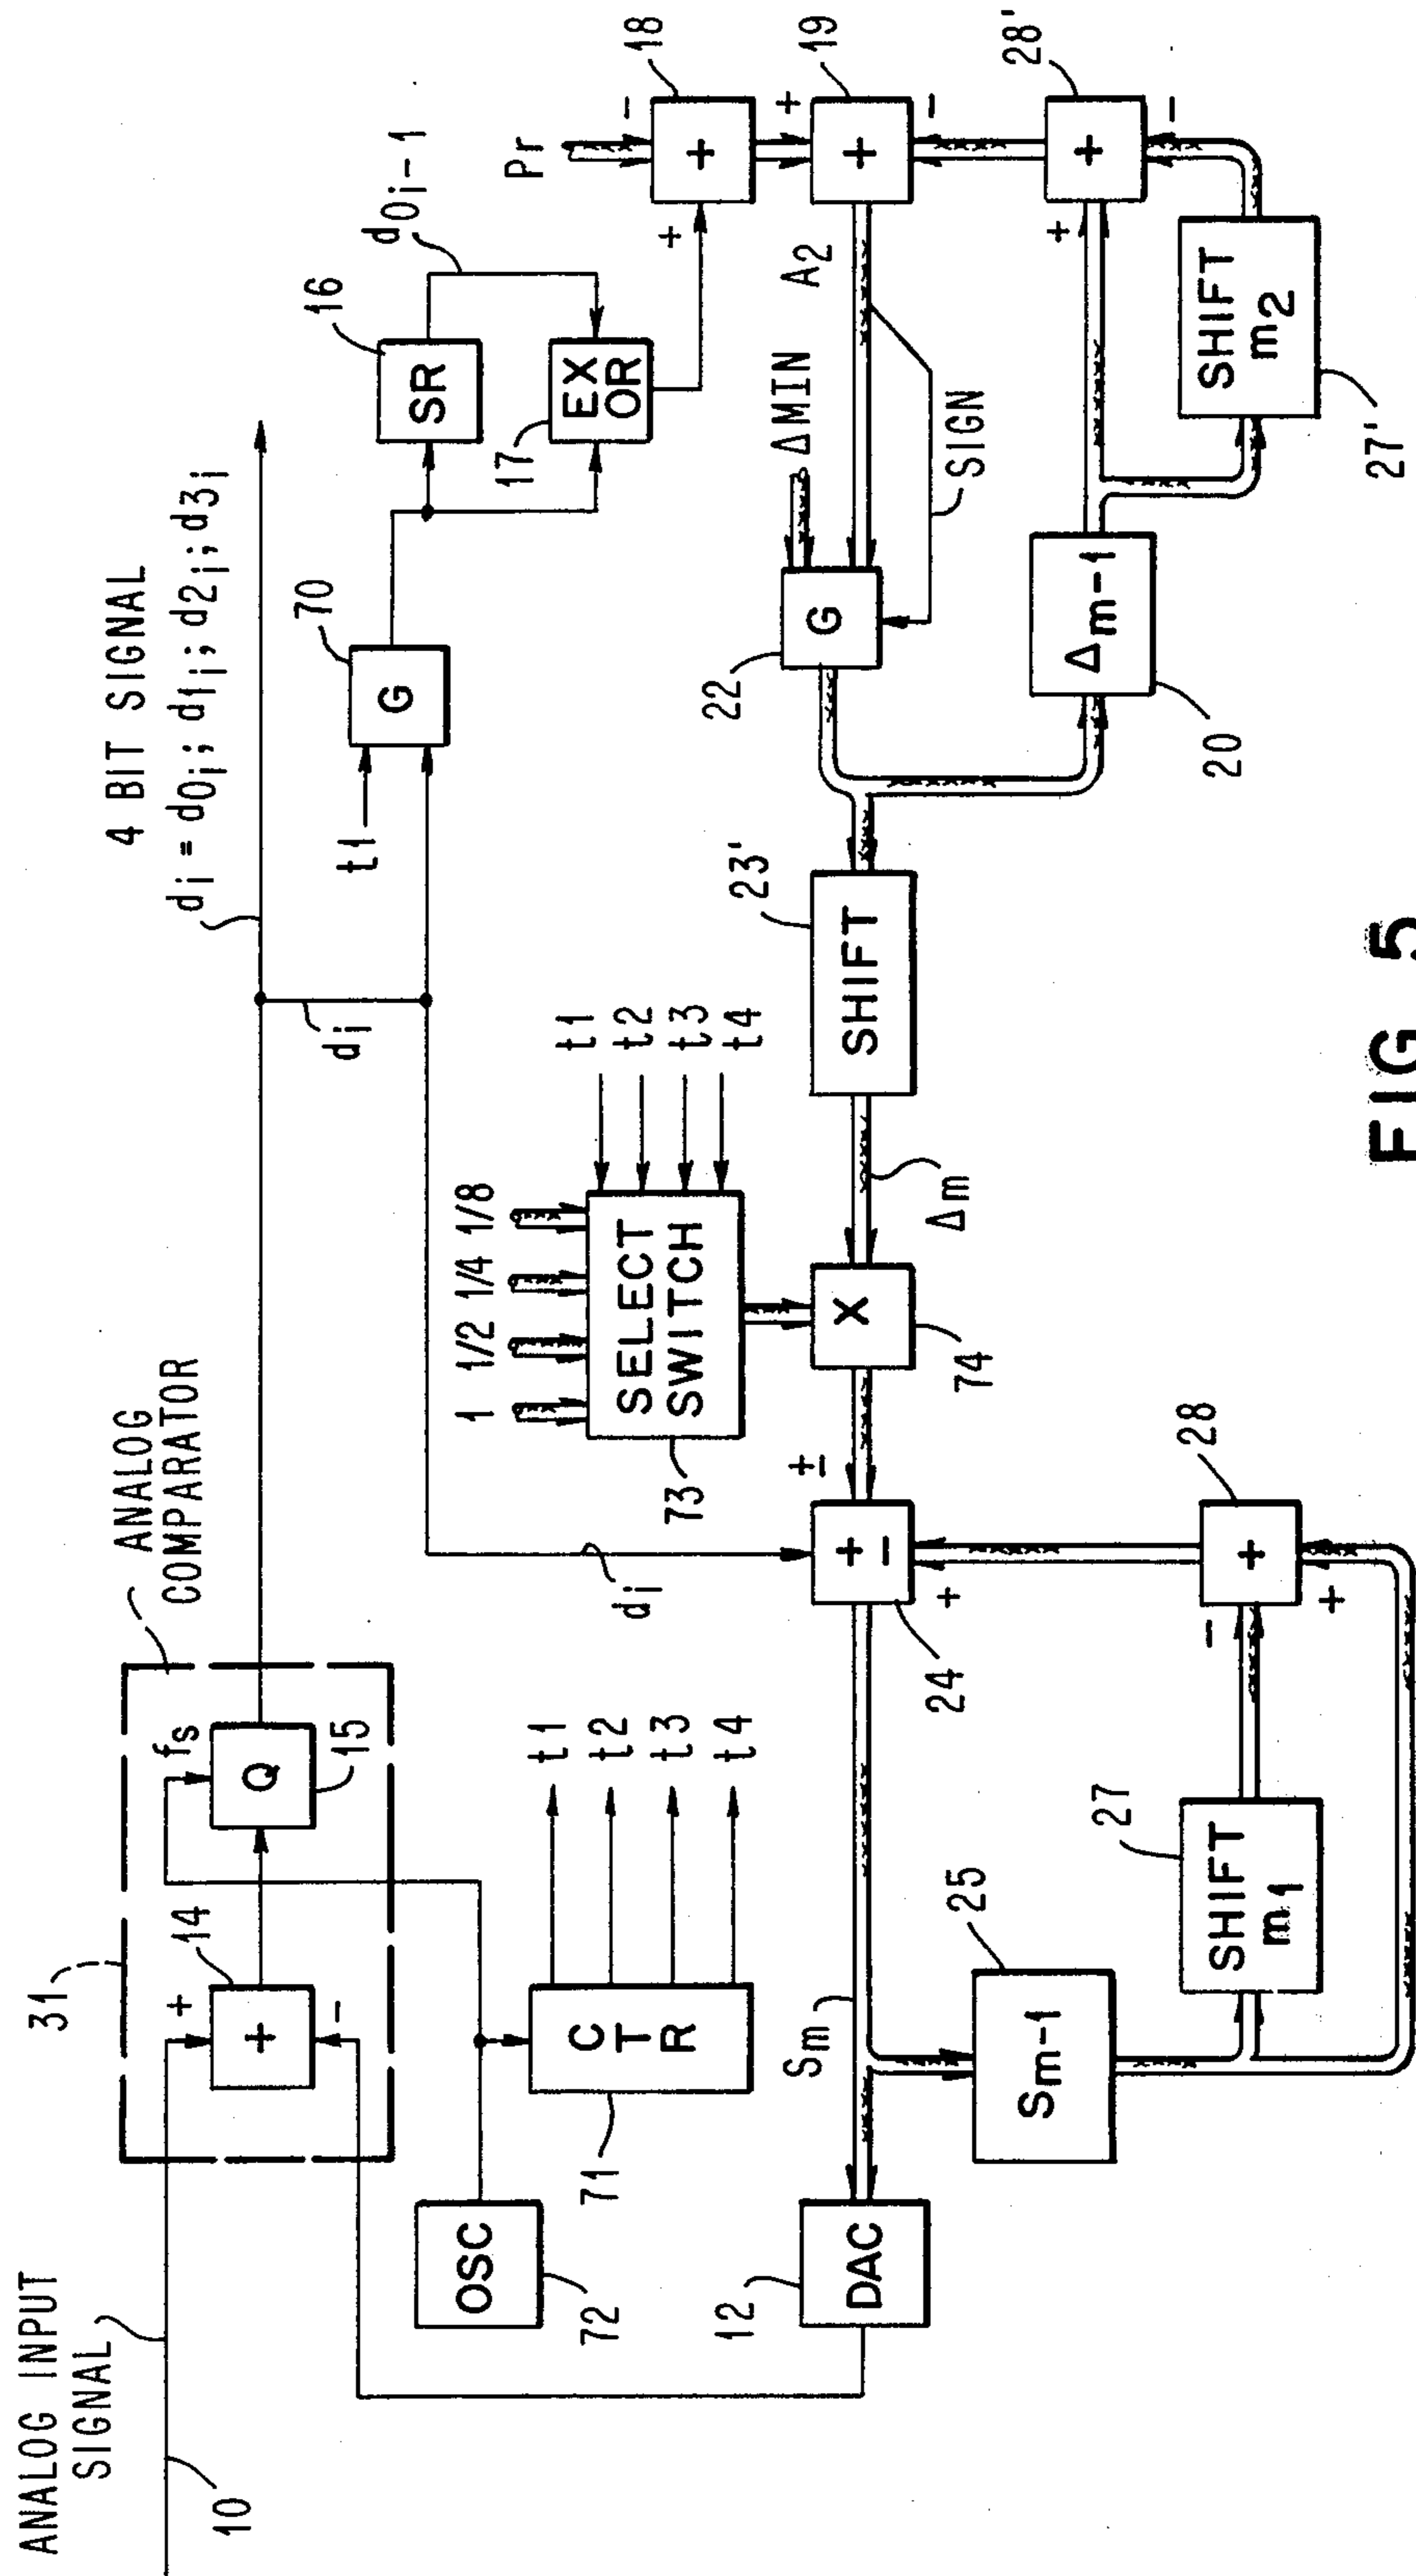 ANALOG INPUT
SIGNAL
10
31
ANALOG
COMPARATOR
+
14
+
-
fs
Q
15
4 BIT SIGNAL
di = d0i; d1i; d2i; d3i
di
t1
G
70
SR
16
d0i-1
17
EX
OR
Pr
-
+
18
+
OSC
72
CTR
71
t1
t2
t3
t4
di
1
1/2
1/4
1/8
SELECT
SWITCH
73
t1
t2
t3
t4
12
DAC
Sm
+
-
24
±
+
X
74
Δm
SHIFT
23'
22
G
ΔMIN
A2
SIGN
+
19
+
-
Sm-1
25
SHIFT
m1
27
-
+
28
+
Δm-1
20
SHIFT
m2
27'
+
+
28'
-
FIG 5